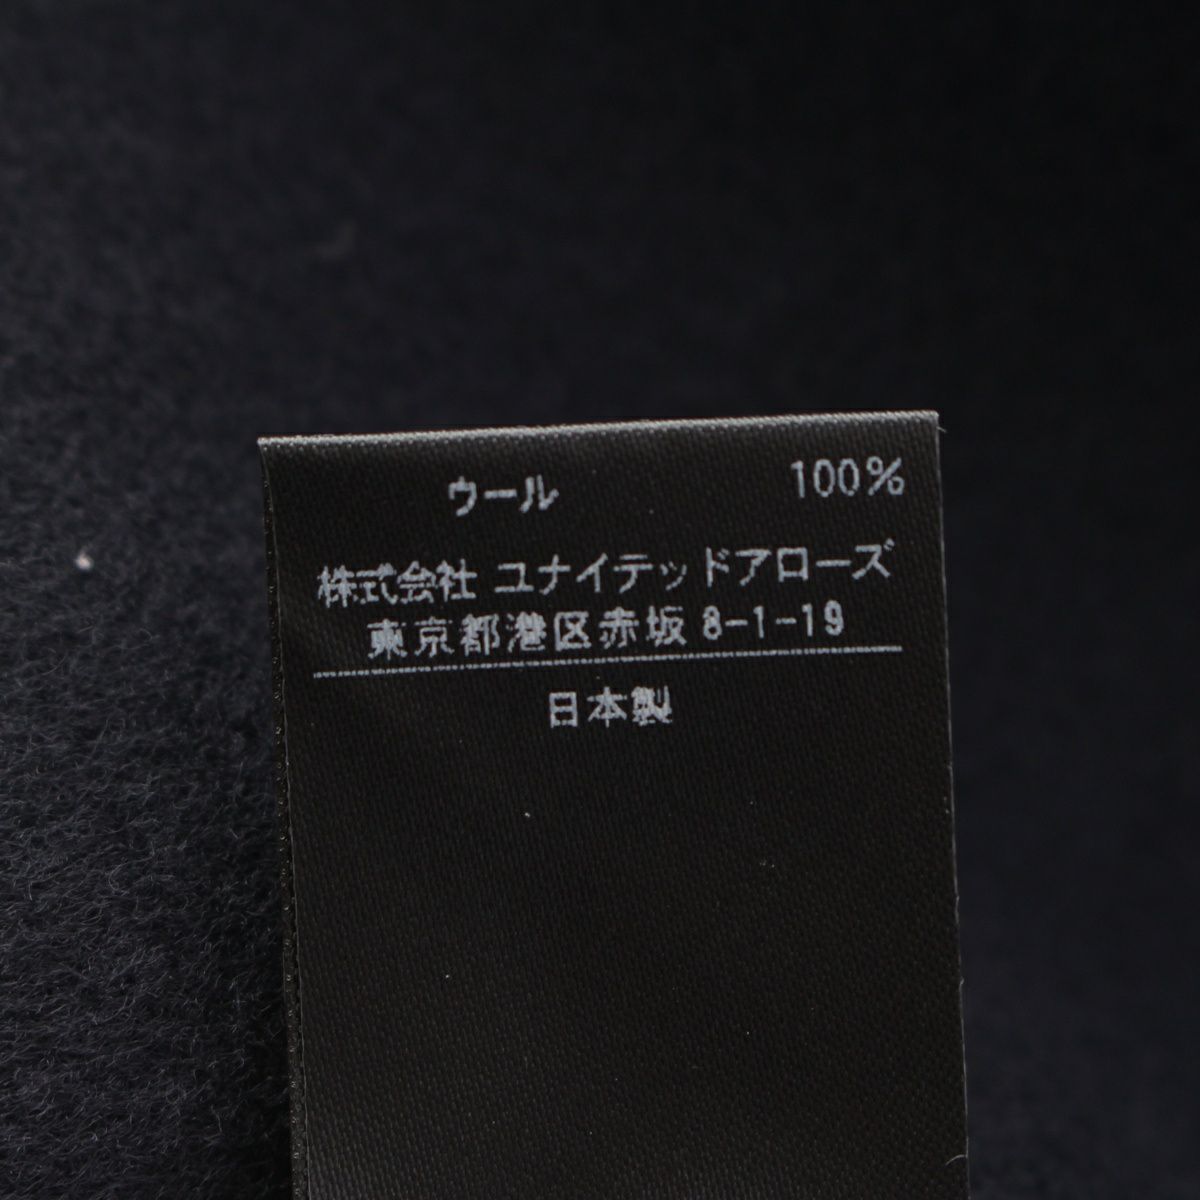 ウール 100%
株式会社 ユナイテッドアローズ
東京都港区赤坂 8-1-19
日本製